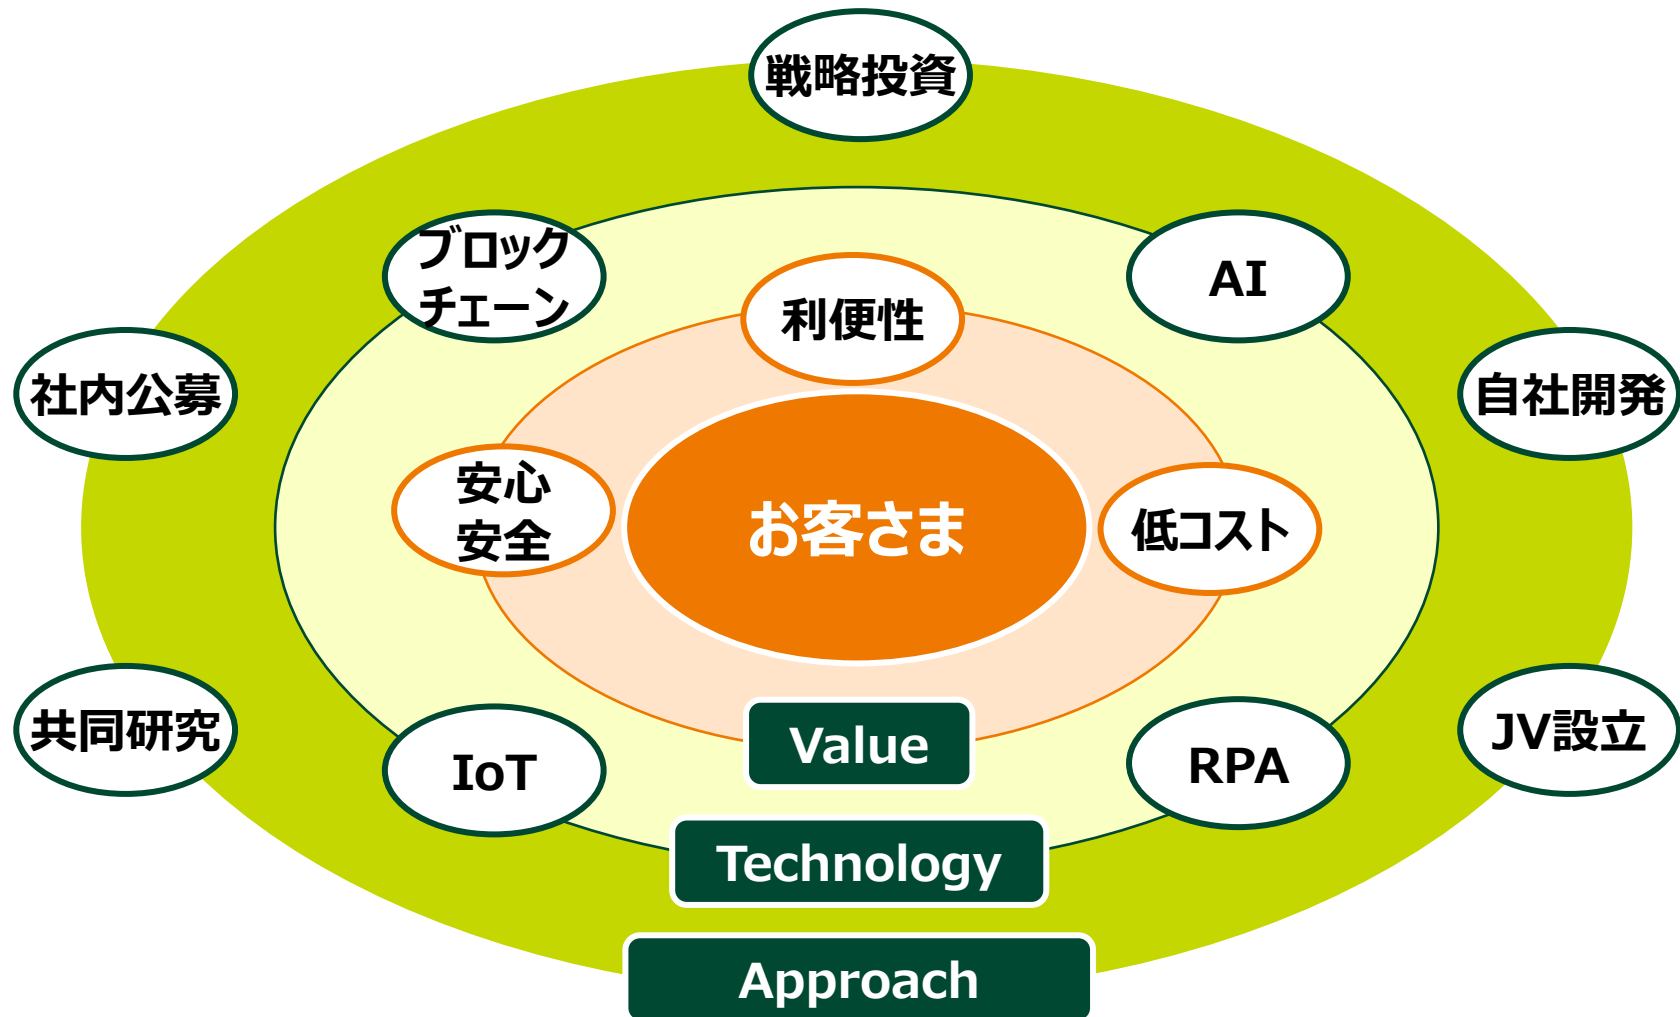 戦略投資
ブロック
チェーン
AI
利便性
社内公募
自社開発
安心
安全
お客さま
低コスト
共同研究
IoT
Value
RPA
JV設立
Technology
Approach